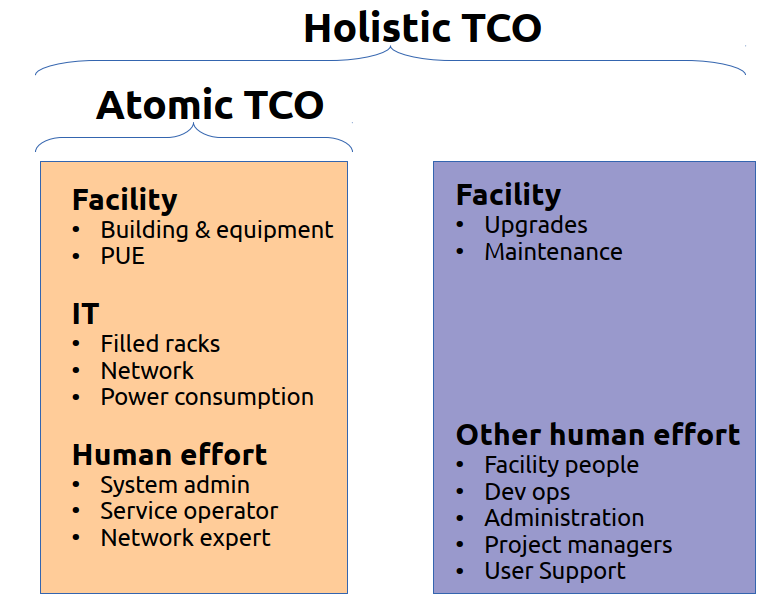 Holistic TCO
Atomic TCO
Facility
• Building & equipment
• PUE
IT
• Filled racks
• Network
• Power consumption
Human effort
• System admin
• Service operator
• Network expert
Facility
• Upgrades
• Maintenance
Other human effort
• Facility people
• Dev ops
• Administration
• Project managers
• User Support